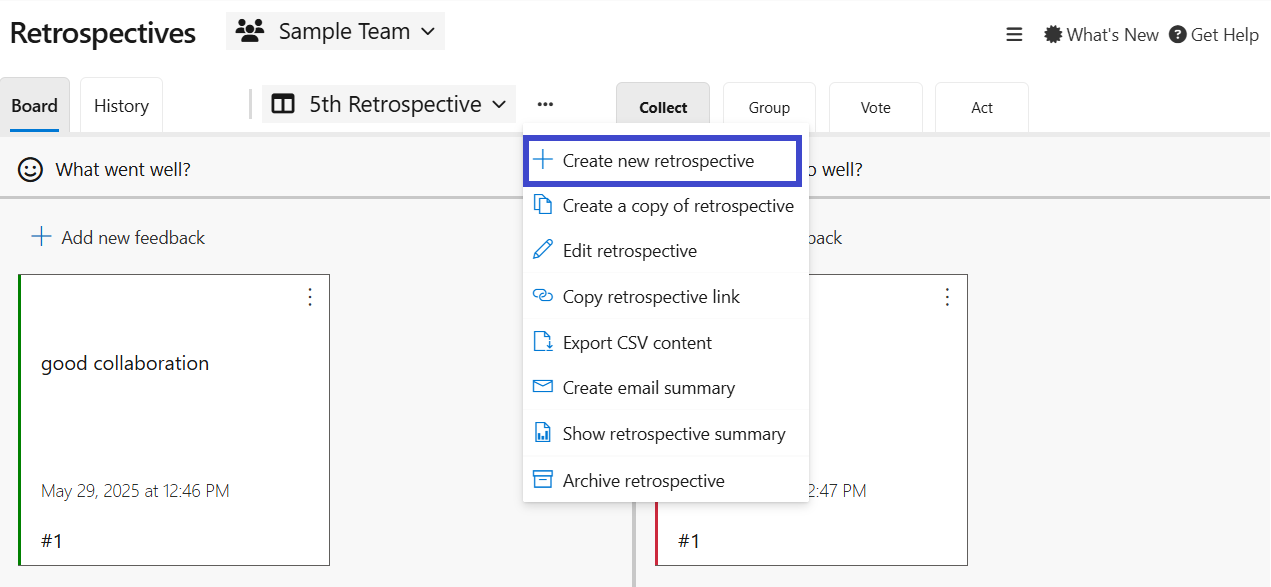 Retrospectives
Sample Team
What's New
Get Help
Board
History
5th Retrospective
Collect
Group
Vote
Act
What went well?
o well?
Create new retrospective
Create a copy of retrospective
Edit retrospective
Copy retrospective link
Export CSV content
Create email summary
Show retrospective summary
Archive retrospective
Add new feedback
back
good collaboration
May 29, 2025 at 12:46 PM
#1
2:47 PM
#1